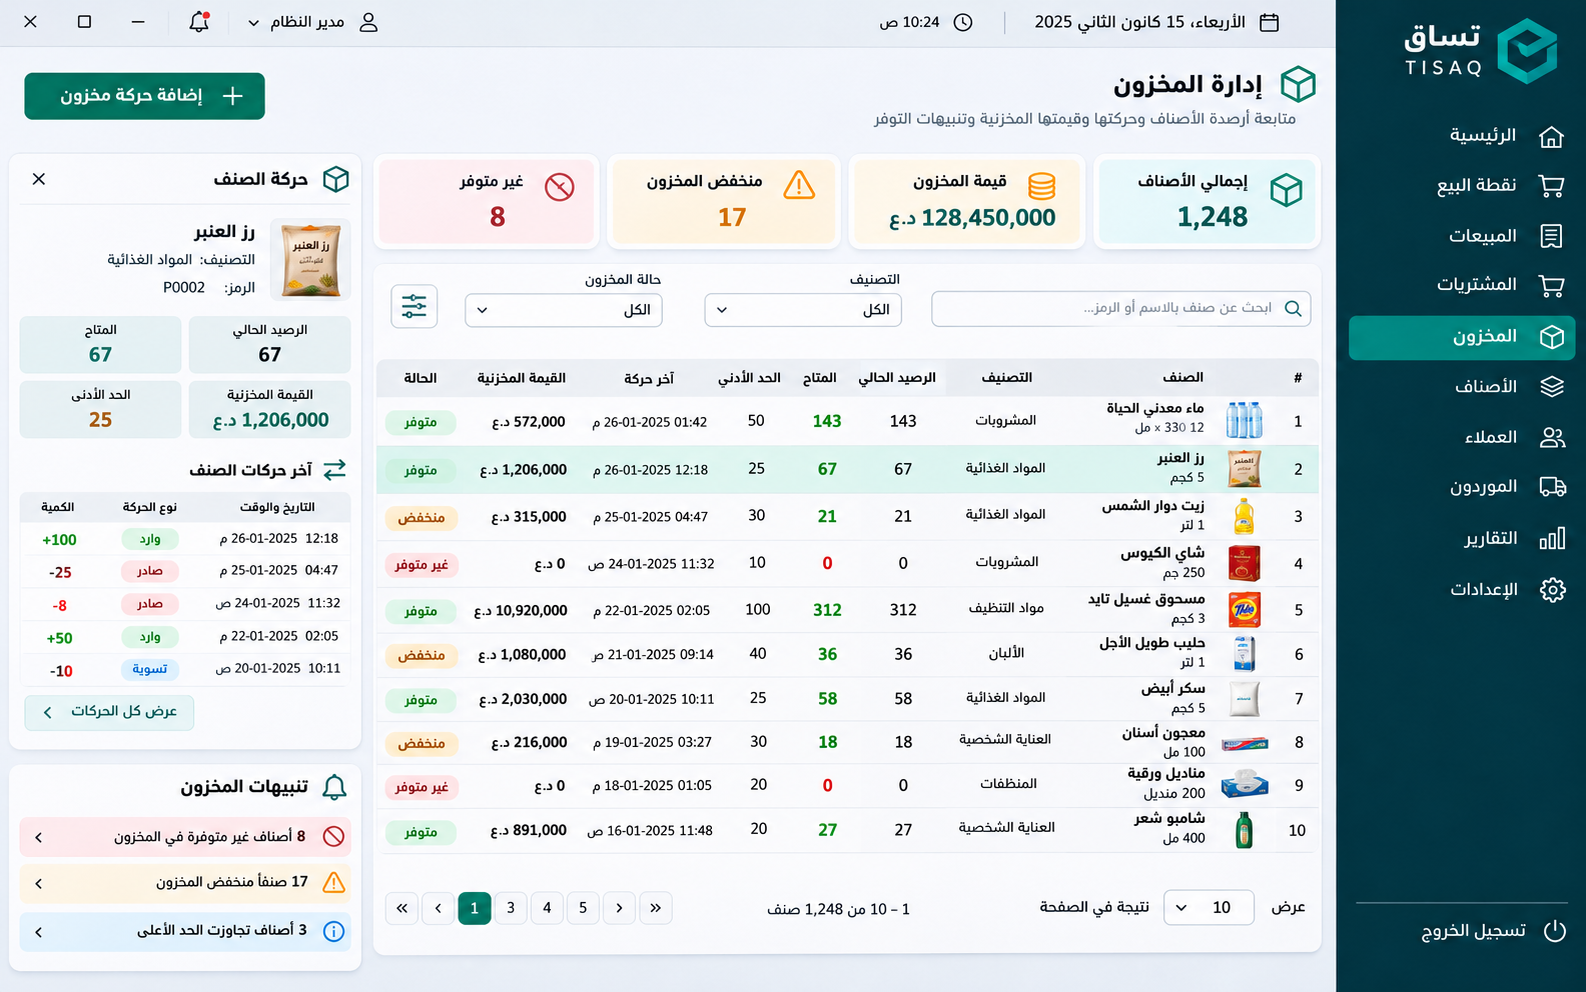 تساق
TISAQ
الرئيسية
نقطة البيع
المبيعات
المشتريات
المخزون
الأصناف
العملاء
الموردون
التقارير
الإعدادات
تسجيل الخروج
الأربعاء، 15 كانون الثاني 2025
10:24 ص
مدير النظام
إدارة المخزون
متابعة أرصدة الأصناف وحركتها وقيمتها المخزنية وتنبيهات التوفر
إضافة حركة مخزون
إجمالي الأصناف
1,248
قيمة المخزون
128,450,000 د.ع
منخفض المخزون
17
غير متوفر
8
ابحث عن صنف بالاسم أو الرمز...
التصنيف
الكل
حالة المخزون
الكل
# الصنف التصنيف الرصيد الحالي المتاح الحد الأدنى آخر حركة القيمة المخزنية الحالة
1 ماء معدني الحياة المشروبات 143 143 50 26-01-2025 01:42 م 572,000 د.ع متوفر
12 × 330 مل
2 رز العنبر المواد الغذائية 67 67 25 26-01-2025 12:18 م 1,206,000 د.ع متوفر
5 كجم
3 زيت دوار الشمس المواد الغذائية 21 21 30 25-01-2025 04:47 م 315,000 د.ع منخفض
1 لتر
4 شاي الكبوس المشروبات 0 0 10 24-01-2025 11:32 ص 0 د.ع غير متوفر
250 جم
5 مسحوق غسيل تايد مواد التنظيف 312 312 100 22-01-2025 02:05 م 10,920,000 د.ع متوفر
3 كجم
6 حليب طويل الأجل الألبان 36 36 40 21-01-2025 09:14 ص 1,080,000 د.ع منخفض
1 لتر
7 سكر أبيض المواد الغذائية 58 58 25 20-01-2025 10:11 ص 2,030,000 د.ع متوفر
5 كجم
8 معجون أسنان العناية الشخصية 18 18 30 19-01-2025 03:27 م 216,000 د.ع منخفض
100 مل
9 مناديل ورقية المنظفات 0 0 20 18-01-2025 01:05 م 0 د.ع غير متوفر
200 منديل
10 شامبو شعر العناية الشخصية 27 27 20 16-01-2025 11:48 ص 891,000 د.ع متوفر
400 مل
عرض 10 نتيجة في الصفحة
1 – 10 من 1,248 صنف
« ‹ 1 3 4 5 › »
حركة الصنف
رز العنبر
رز العنبر
التصنيف: المواد الغذائية
الرمز: P0002
الرصيد الحالي
67
المتاح
67
القيمة المخزنية
1,206,000 د.ع
الحد الأدنى
25
آخر حركات الصنف
التاريخ والوقت نوع الحركة الكمية
26-01-2025 12:18 م وارد +100
25-01-2025 04:47 م صادر -25
24-01-2025 11:32 ص صادر -8
22-01-2025 02:05 م وارد +50
20-01-2025 10:11 ص تسوية -10
عرض كل الحركات
تنبيهات المخزون
8 أصناف غير متوفرة في المخزون
17 صنفاً منخفض المخزون
3 أصناف تجاوزت الحد الأعلى